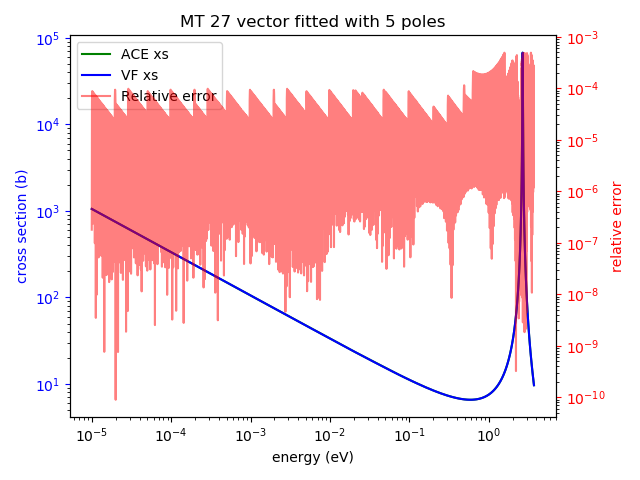 MT 27 vector fitted with 5 poles
ACE xs
VF xs
Relative error
cross section (b)
10^5
10^4
10^3
10^2
10^1
10^-3
10^-4
10^-5
10^-6
10^-7
10^-8
10^-9
10^-10
relative error
10^-5 10^-4 10^-3 10^-2 10^-1 10^0
energy (eV)